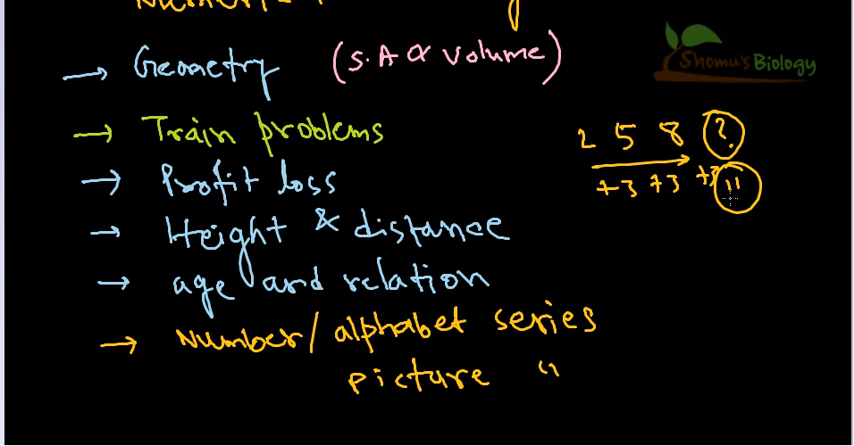 → Geometry (S.A & volume)
Shomu's Biology
→ Train problems
2 5 8 ?
→ Profit loss
+3 +3 +3 11
→ Height & distance
→ age and relation
→ Number/alphabet series
picture "